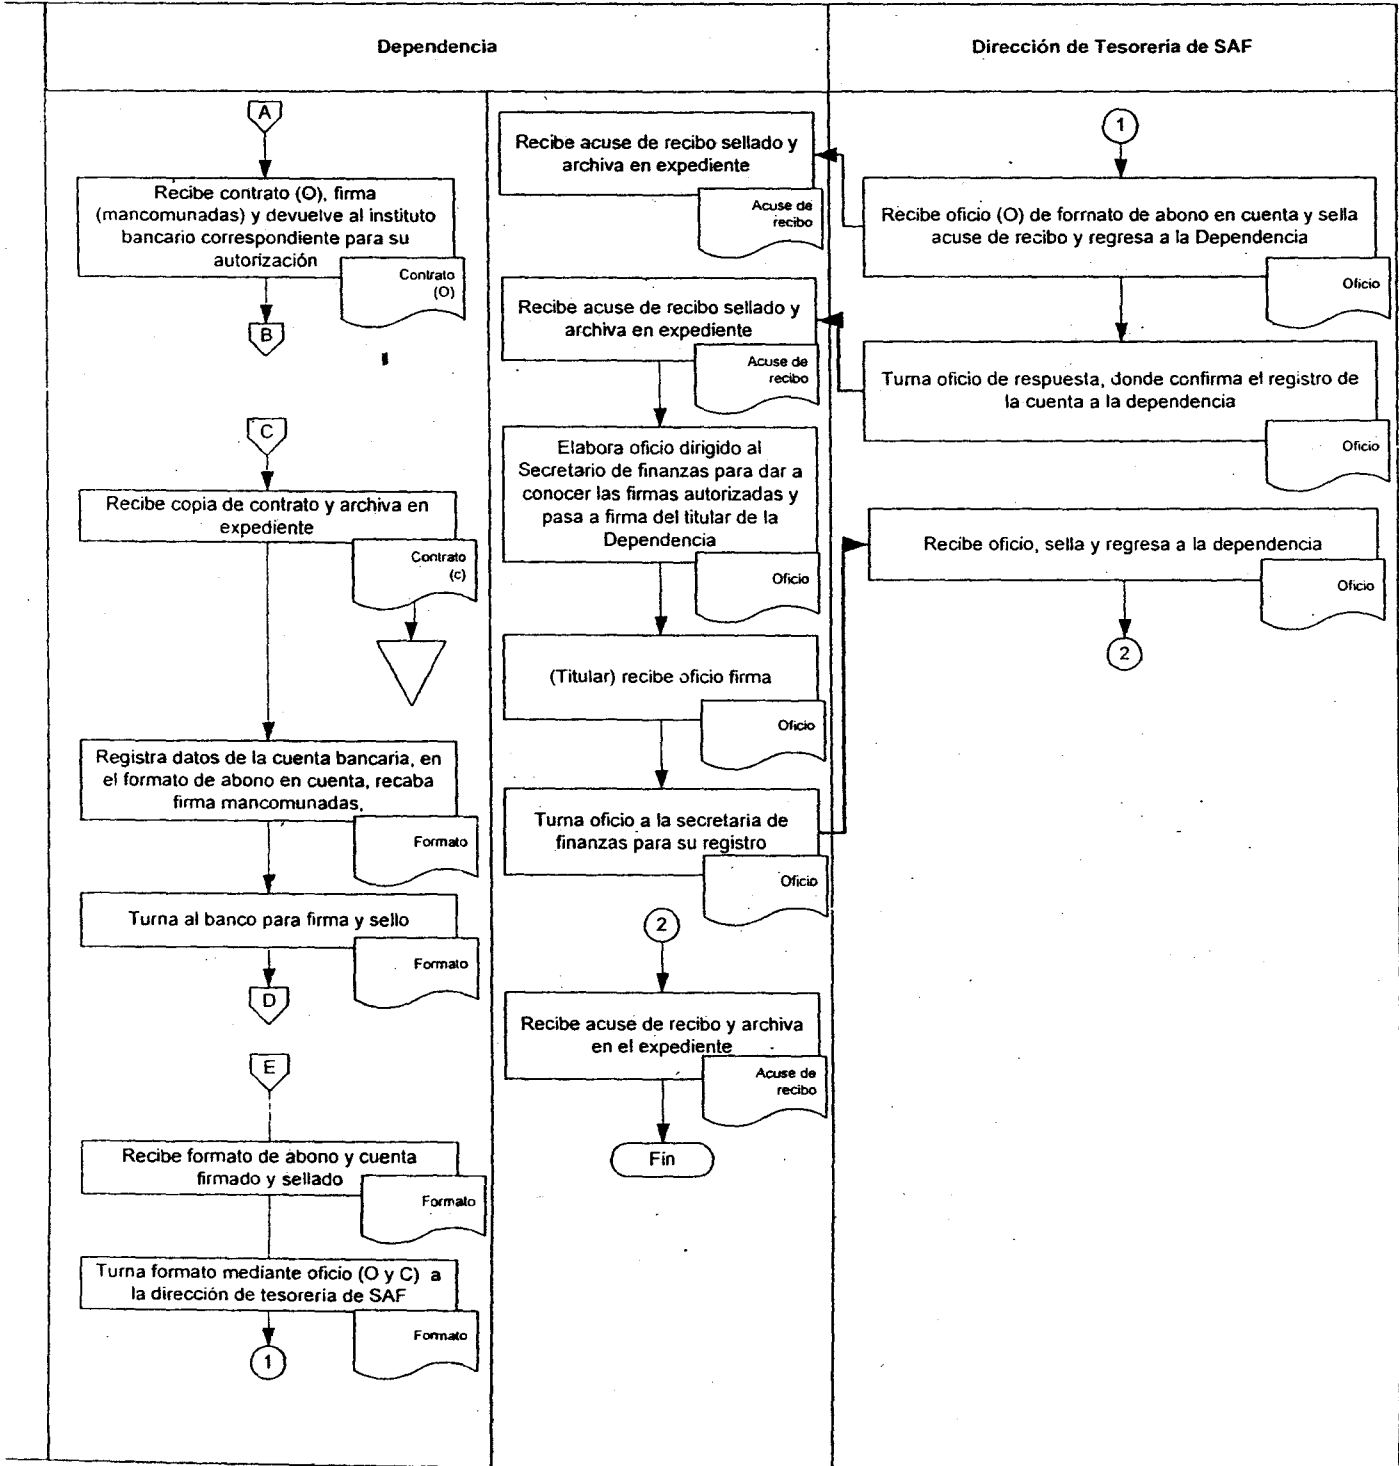 Dependencia
Dirección de Tesoreria de SAF
A
Recibe contrato (O), firma
(mancomunadas) y devuelve al instituto
bancario correspondiente para su
autorización
Contrato
(O)
B
C
Recibe copia de contrato y archiva en
expediente
Contrato
(c)
Registra datos de la cuenta bancaria, en
el formato de abono en cuenta, recaba
firma mancomunadas,
Formato
Turna al banco para firma y sello
Formato
D
E
Recibe formato de abono y cuenta
firmado y sellado
Formato
Turna formato mediante oficio (O y C) a
la dirección de tesorería de SAF
Formato
1
Recibe acuse de recibo sellado y
archiva en expediente
Acuse de
recibo
Recibe acuse de recibo sellado y
archiva en expediente
Acuse de
recibo
Elabora oficio dirigido al
Secretario de finanzas para dar a
conocer las firmas autorizadas y
pasa a firma del titular de la
Dependencia
Oficio
(Titular) recibe oficio firma
Oficio
Turna oficio a la secretaria de
finanzas para su registro
Oficio
2
Recibe acuse de recibo y archiva
en el expediente
Acuse de
recibo
Fin
1
Recibe oficio (O) de formato de abono en cuenta y sella
acuse de recibo y regresa a la Dependencia
Oficio
Turna oficio de respuesta, donde confirma el registro de
la cuenta a la dependencia
Oficio
Recibe oficio, sella y regresa a la dependencia
Oficio
2